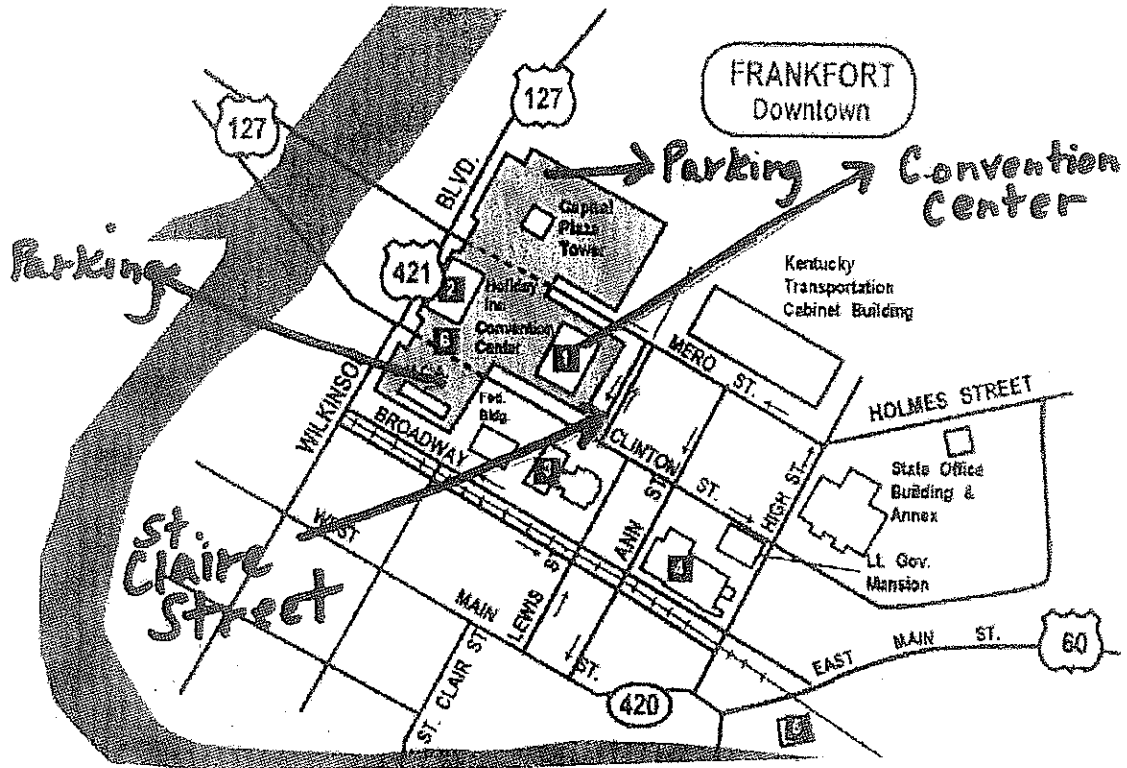 FRANKFORT
Downtown
127
127
BLVD.
Parking
Convention
Center
Capital
Plaza
Tower
Parking
421
2
Holiday
Inn
Kentucky
Transportation
Cabinet Building
6
Convention
Center
1
MERO ST.
WILKINSO
Fed.
Bldg.
BROADWAY
HOLMES STREET
CLINTON ST.
3
State Office
Building &
Annex
HIGH ST.
St.
Claire
Street
WEST
MAIN
ST.
ANN
ST.
4
Lt. Gov.
Mansion
LEWIS
S
ST. CLAIR ST.
420
EAST MAIN ST.
60